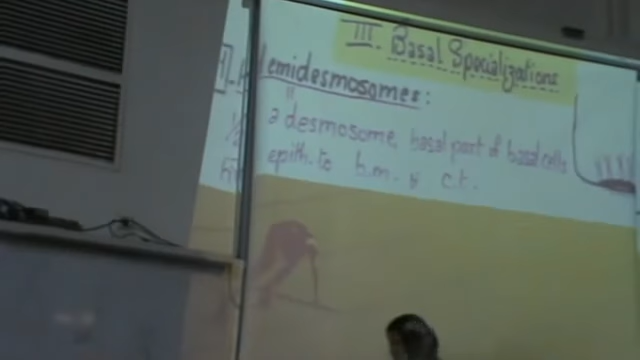 III. Basal Specializations
Hemidesmosomes:
1/2 a desmosome, basal part of basal cells
epith. to b.m. & c.t.